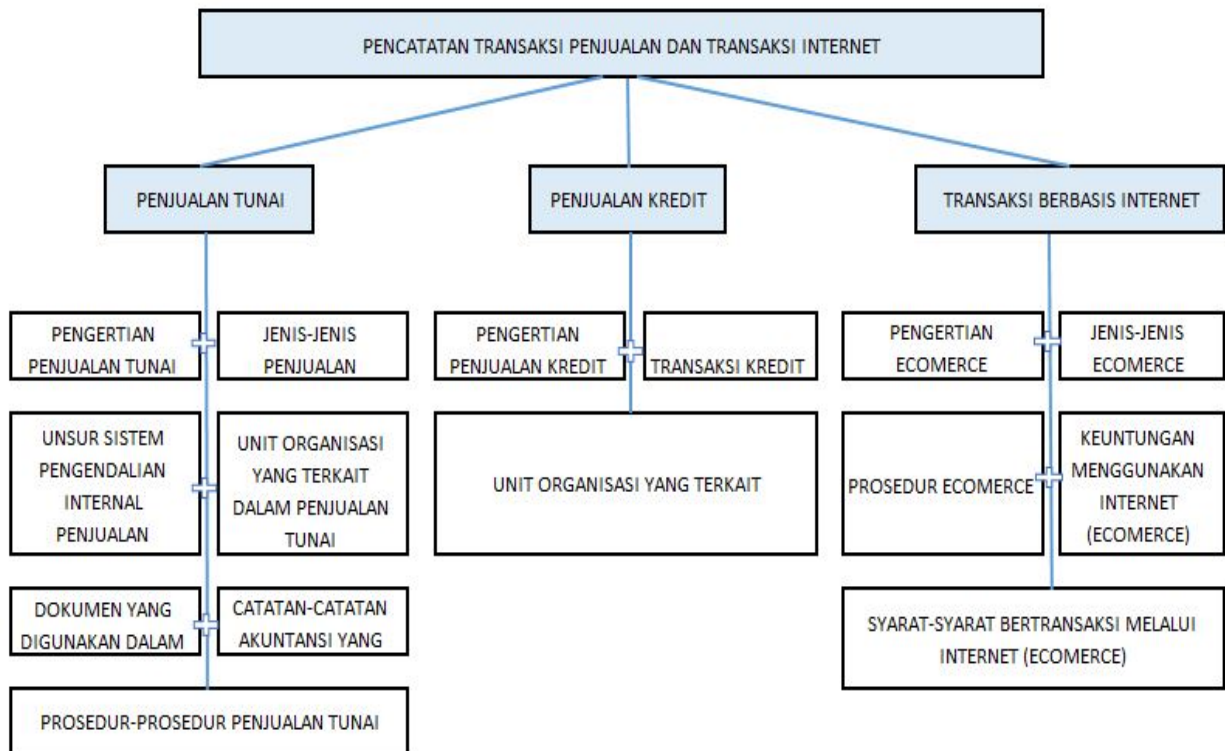 PENCATATAN TRANSAKSI PENJUALAN DAN TRANSAKSI INTERNET
PENJUALAN TUNAI
PENJUALAN KREDIT
TRANSAKSI BERBASIS INTERNET
PENGERTIAN
PENJUALAN TUNAI
JENIS-JENIS
PENJUALAN
UNSUR SISTEM
PENGENDALIAN
INTERNAL
PENJUALAN
UNIT ORGANISASI
YANG TERKAIT
DALAM PENJUALAN
TUNAI
DOKUMEN YANG
DIGUNAKAN DALAM
CATATAN-CATATAN
AKUNTANSI YANG
PROSEDUR-PROSEDUR PENJUALAN TUNAI
PENGERTIAN
PENJUALAN KREDIT
TRANSAKSI KREDIT
UNIT ORGANISASI YANG TERKAIT
PENGERTIAN
ECOMERCE
JENIS-JENIS
ECOMERCE
PROSEDUR ECOMERCE
KEUNTUNGAN
MENGGUNAKAN
INTERNET
(ECOMERCE)
SYARAT-SYARAT BERTRANSAKSI MELALUI
INTERNET (ECOMERCE)